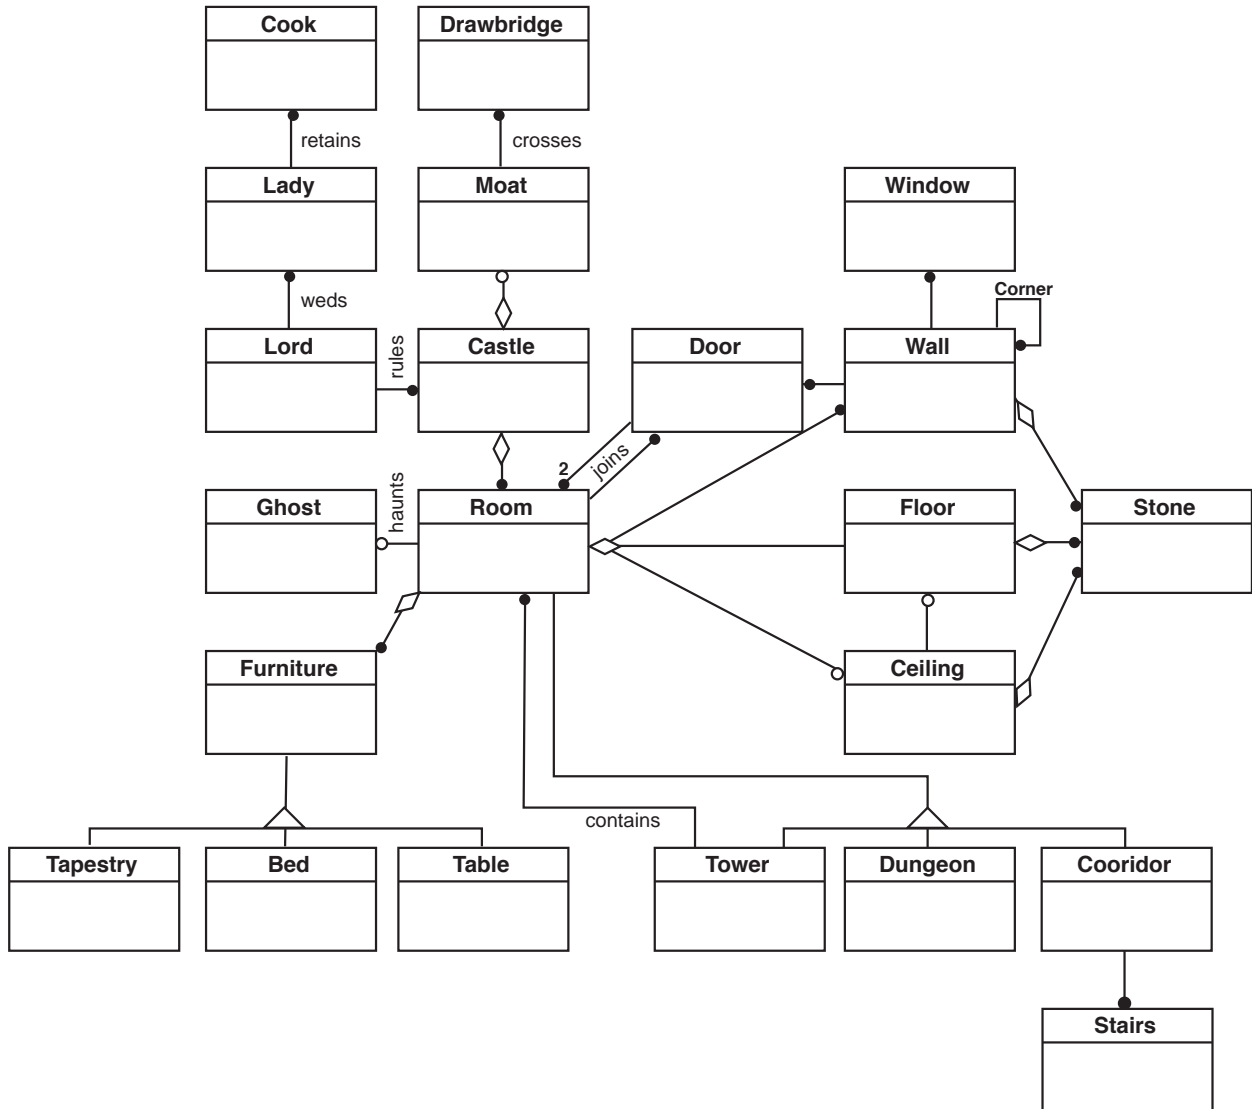 Cook
Drawbridge
retains
crosses
Lady
Moat
Window
weds
Corner
Lord
rules
Castle
Door
Wall
joins
2
haunts
Ghost
Room
Floor
Stone
Furniture
Ceiling
contains
Tapestry
Bed
Table
Tower
Dungeon
Cooridor
Stairs